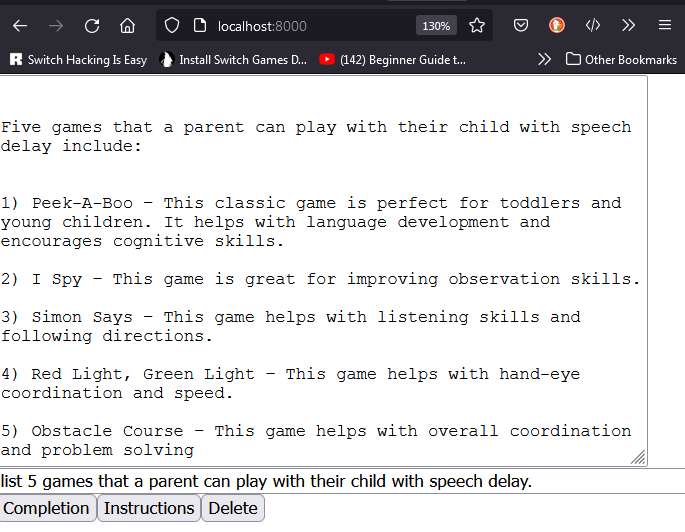 localhost:8000
130%
Switch Hacking Is Easy
Install Switch Games D...
(142) Beginner Guide t...
Other Bookmarks
Five games that a parent can play with their child with speech
delay include:
1) Peek-A-Boo – This classic game is perfect for toddlers and
young children. It helps with language development and
encourages cognitive skills.
2) I Spy – This game is great for improving observation skills.
3) Simon Says – This game helps with listening skills and
following directions.
4) Red Light, Green Light – This game helps with hand-eye
coordination and speed.
5) Obstacle Course – This game helps with overall coordination
and problem solving
list 5 games that a parent can play with their child with speech delay.
Completion
Instructions
Delete